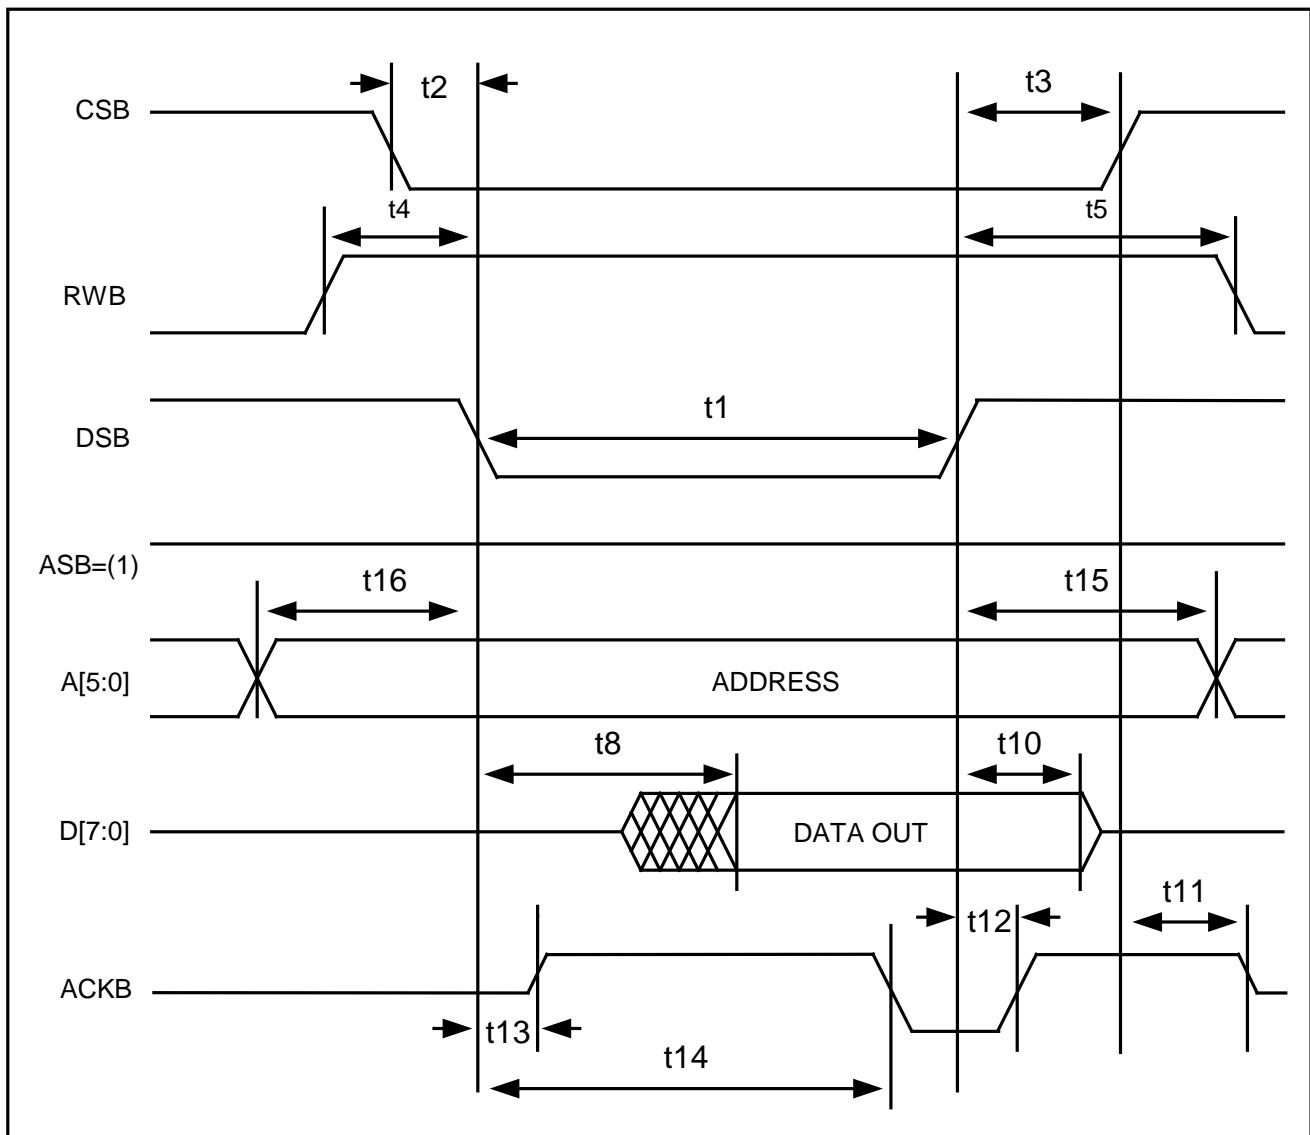 t2
t3
CSB
t4
t5
RWB
t1
DSB
ASB=(1)
t16
t15
A[5:0]
ADDRESS
t8
t10
D[7:0]
DATA OUT
t11
t12
ACKB
t13
t14